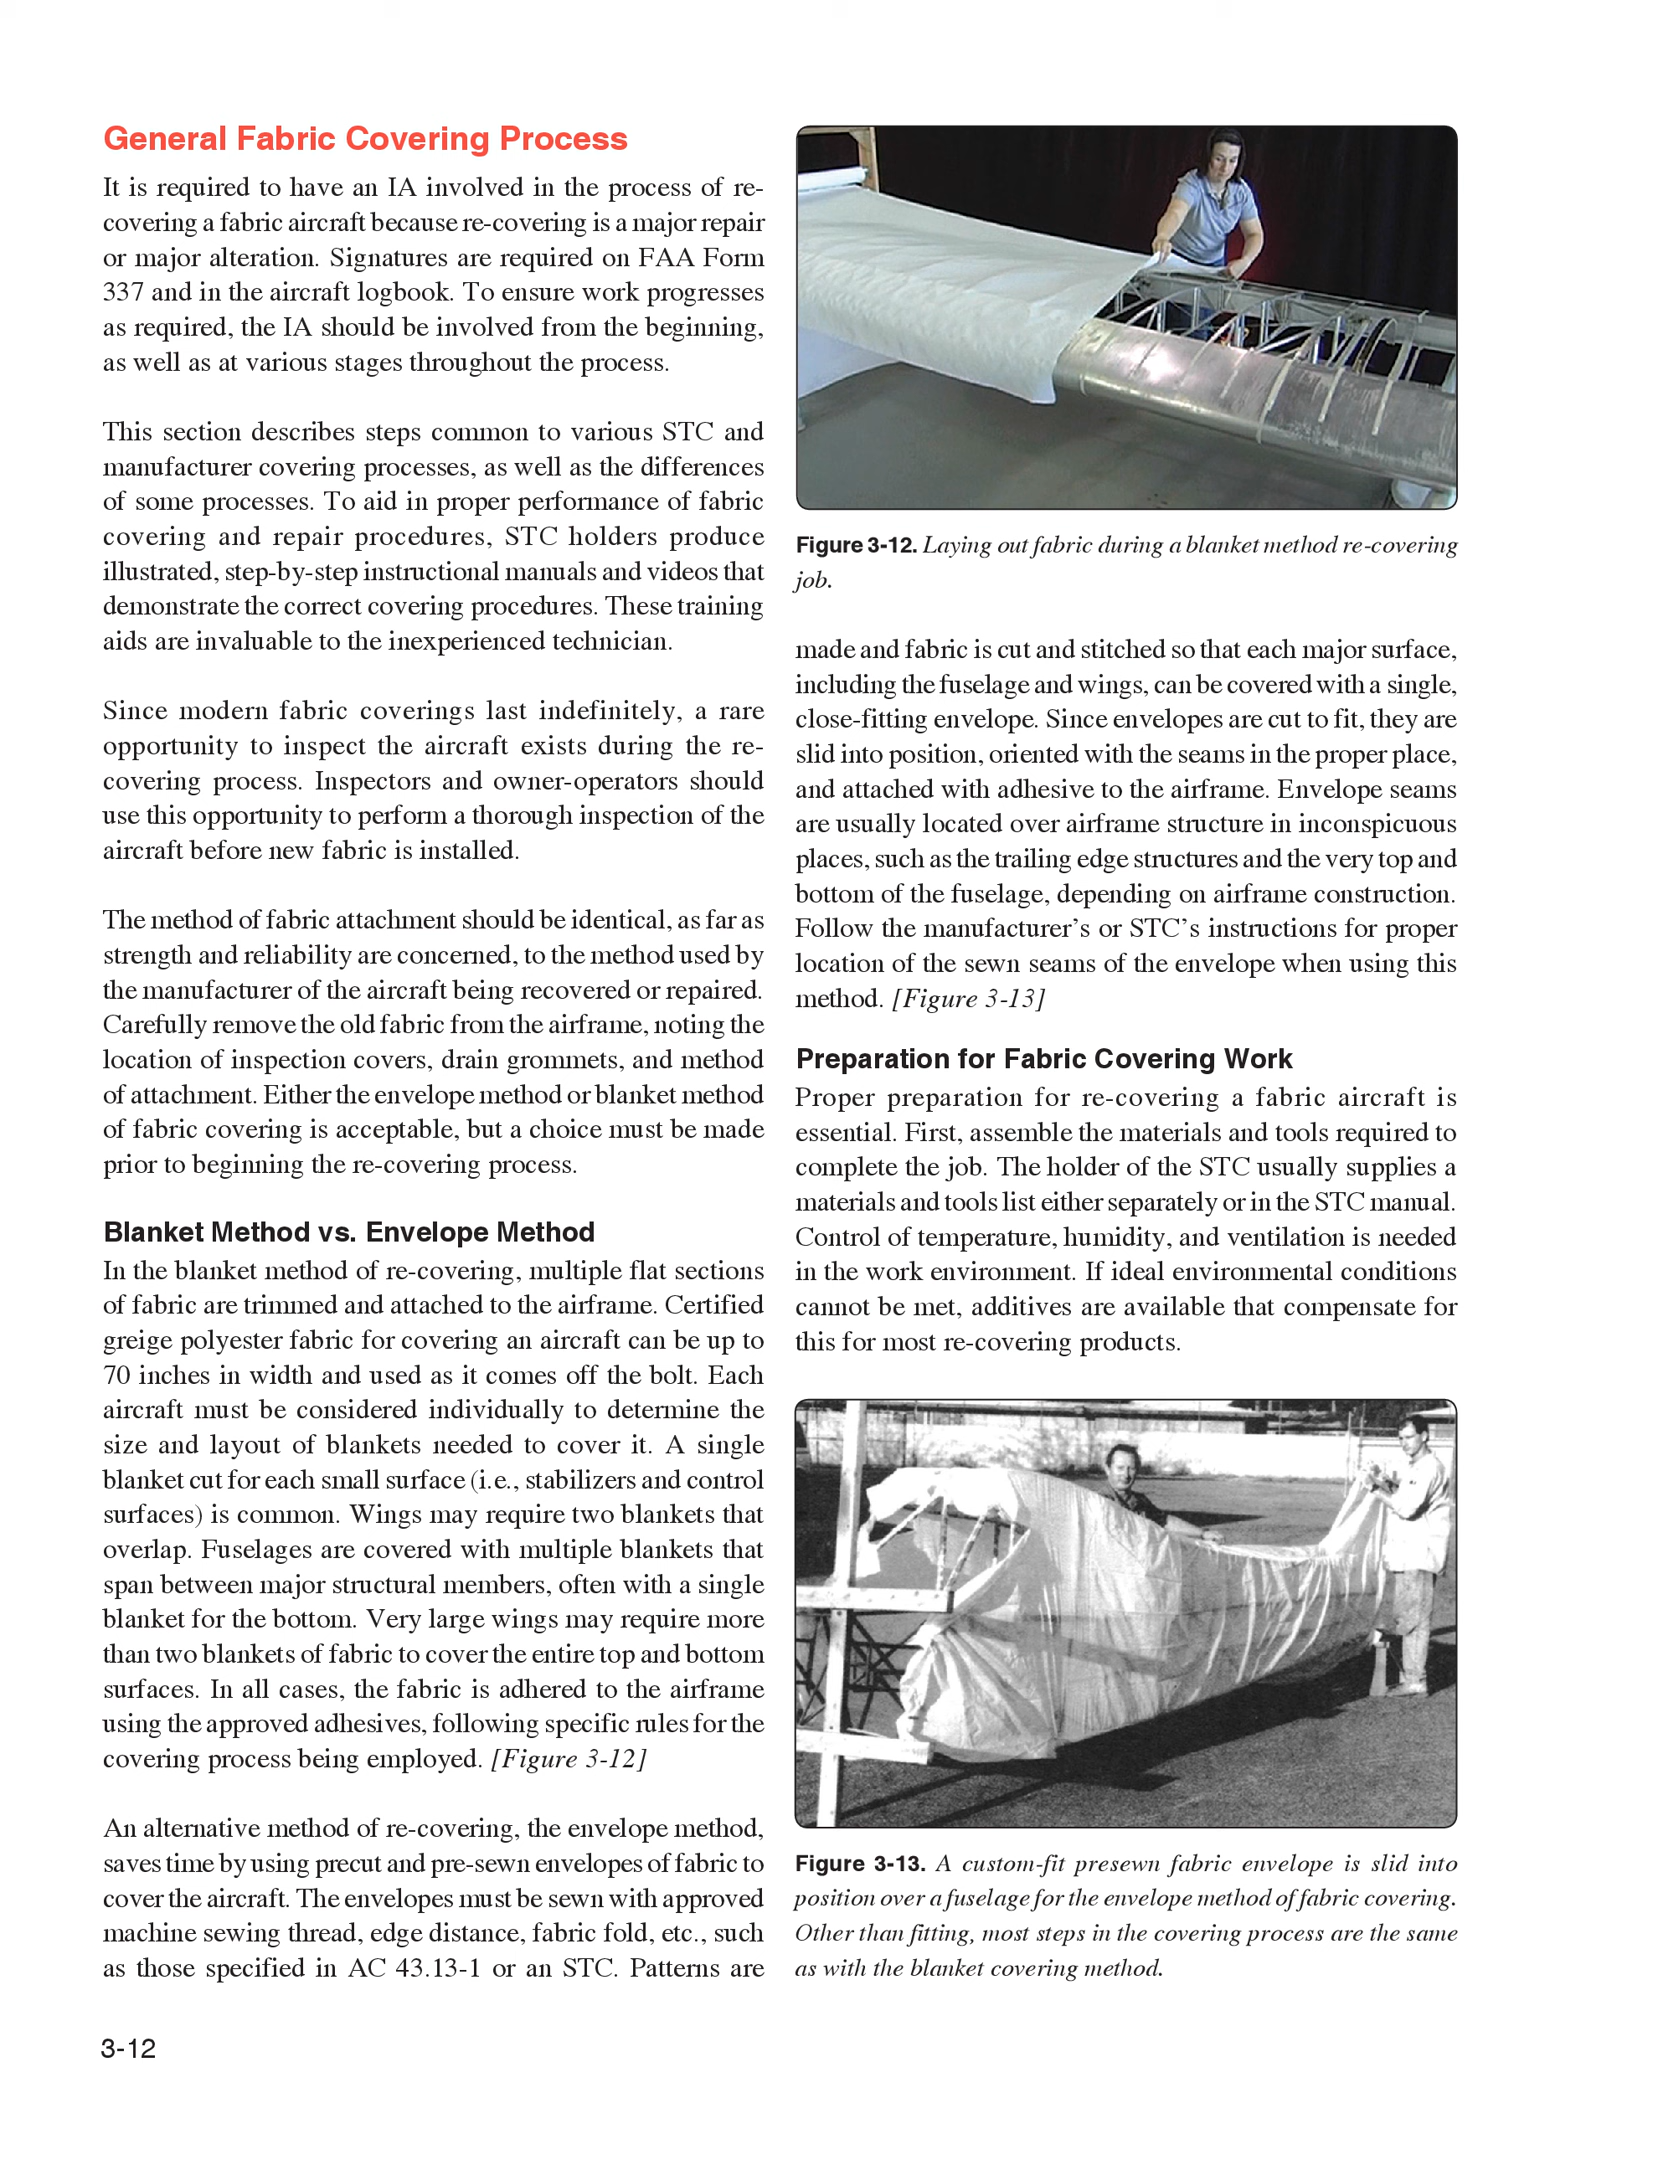 General Fabric Covering Process
It is required to have an IA involved in the process of re-
covering a fabric aircraft because re-covering is a major repair
or major alteration. Signatures are required on FAA Form
337 and in the aircraft logbook. To ensure work progresses
as required, the IA should be involved from the beginning,
as well as at various stages throughout the process.
This section describes steps common to various STC and
manufacturer covering processes, as well as the differences
of some processes. To aid in proper performance of fabric
covering and repair procedures, STC holders produce
illustrated, step-by-step instructional manuals and videos that
demonstrate the correct covering procedures. These training
aids are invaluable to the inexperienced technician.
Since modern fabric coverings last indefinitely, a rare
opportunity to inspect the aircraft exists during the re-
covering process. Inspectors and owner-operators should
use this opportunity to perform a thorough inspection of the
aircraft before new fabric is installed.
The method of fabric attachment should be identical, as far as
strength and reliability are concerned, to the method used by
the manufacturer of the aircraft being recovered or repaired.
Carefully remove the old fabric from the airframe, noting the
location of inspection covers, drain grommets, and method
of attachment. Either the envelope method or blanket method
of fabric covering is acceptable, but a choice must be made
prior to beginning the re-covering process.
Blanket Method vs. Envelope Method
In the blanket method of re-covering, multiple flat sections
of fabric are trimmed and attached to the airframe. Certified
greige polyester fabric for covering an aircraft can be up to
70 inches in width and used as it comes off the bolt. Each
aircraft must be considered individually to determine the
size and layout of blankets needed to cover it. A single
blanket cut for each small surface (i.e., stabilizers and control
surfaces) is common. Wings may require two blankets that
overlap. Fuselages are covered with multiple blankets that
span between major structural members, often with a single
blanket for the bottom. Very large wings may require more
than two blankets of fabric to cover the entire top and bottom
surfaces. In all cases, the fabric is adhered to the airframe
using the approved adhesives, following specific rules for the
covering process being employed. [Figure 3-12]
An alternative method of re-covering, the envelope method,
saves time by using precut and pre-sewn envelopes of fabric to
cover the aircraft. The envelopes must be sewn with approved
machine sewing thread, edge distance, fabric fold, etc., such
as those specified in AC 43.13-1 or an STC. Patterns are
Figure 3-12. Laying out fabric during a blanket method re-covering
job.
made and fabric is cut and stitched so that each major surface,
including the fuselage and wings, can be covered with a single,
close-fitting envelope. Since envelopes are cut to fit, they are
slid into position, oriented with the seams in the proper place,
and attached with adhesive to the airframe. Envelope seams
are usually located over airframe structure in inconspicuous
places, such as the trailing edge structures and the very top and
bottom of the fuselage, depending on airframe construction.
Follow the manufacturer's or STC's instructions for proper
location of the sewn seams of the envelope when using this
method. [Figure 3-13]
Preparation for Fabric Covering Work
Proper preparation for re-covering a fabric aircraft is
essential. First, assemble the materials and tools required to
complete the job. The holder of the STC usually supplies a
materials and tools list either separately or in the STC manual.
Control of temperature, humidity, and ventilation is needed
in the work environment. If ideal environmental conditions
cannot be met, additives are available that compensate for
this for most re-covering products.
Figure 3-13. A custom-fit presewn fabric envelope is slid into
position over a fuselage for the envelope method of fabric covering.
Other than fitting, most steps in the covering process are the same
as with the blanket covering method.
3-12